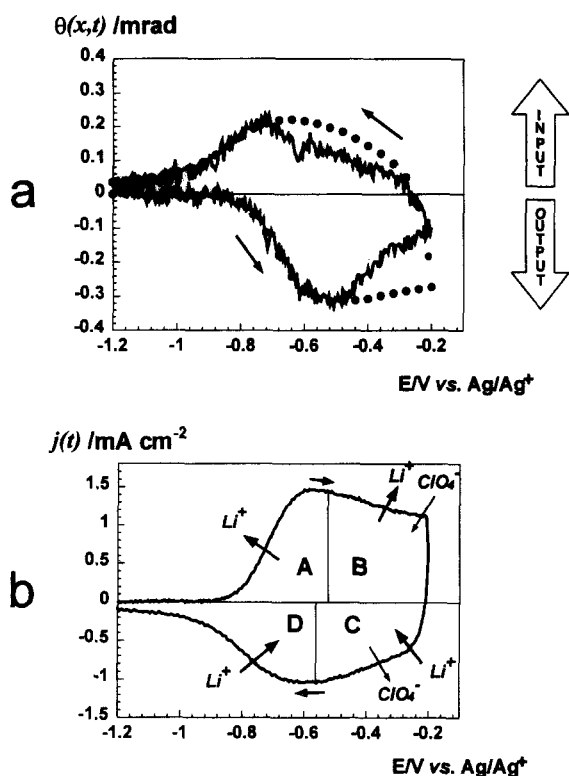 θ(x,t) /mrad
0.4
0.3
0.2
0.1
0
-0.1
-0.2
-0.3
-0.4
-1.2 -1 -0.8 -0.6 -0.4 -0.2
E/V vs. Ag/Ag⁺
a
INPUT
OUTPUT
j(t) /mA cm⁻²
1.5
1
0.5
0
-0.5
-1
-1.5
Li⁺ ClO₄⁻
Li⁺
A B
D C
Li⁺ ClO₄⁻ Li⁺
-1.2 -1 -0.8 -0.6 -0.4 -0.2
E/V vs. Ag/Ag⁺
b